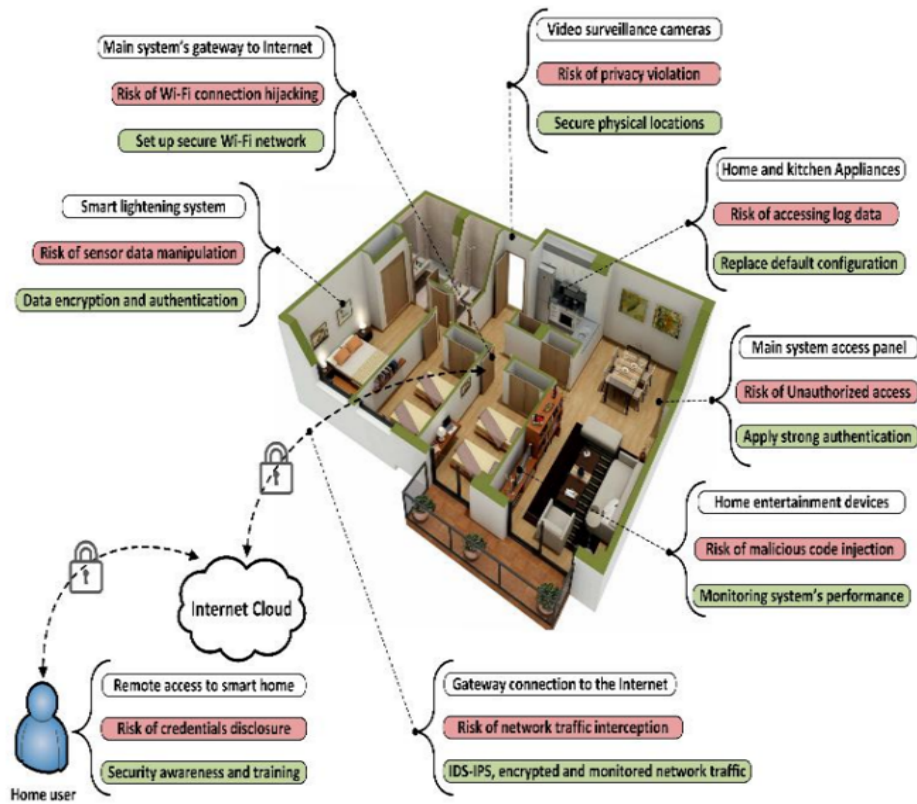 Main system's gateway to Internet
Risk of Wi-Fi connection hijacking
Set up secure Wi-Fi network
Video surveillance cameras
Risk of privacy violation
Secure physical locations
Smart lightening system
Risk of sensor data manipulation
Data encryption and authentication
Home and kitchen Appliances
Risk of accessing log data
Replace default configuration
Main system access panel
Risk of Unauthorized access
Apply strong authentication
Home entertainment devices
Risk of malicious code injection
Monitoring system's performance
Internet Cloud
Remote access to smart home
Risk of credentials disclosure
Security awareness and training
Home user
Gateway connection to the Internet
Risk of network traffic interception
IDS-IPS, encrypted and monitored network traffic